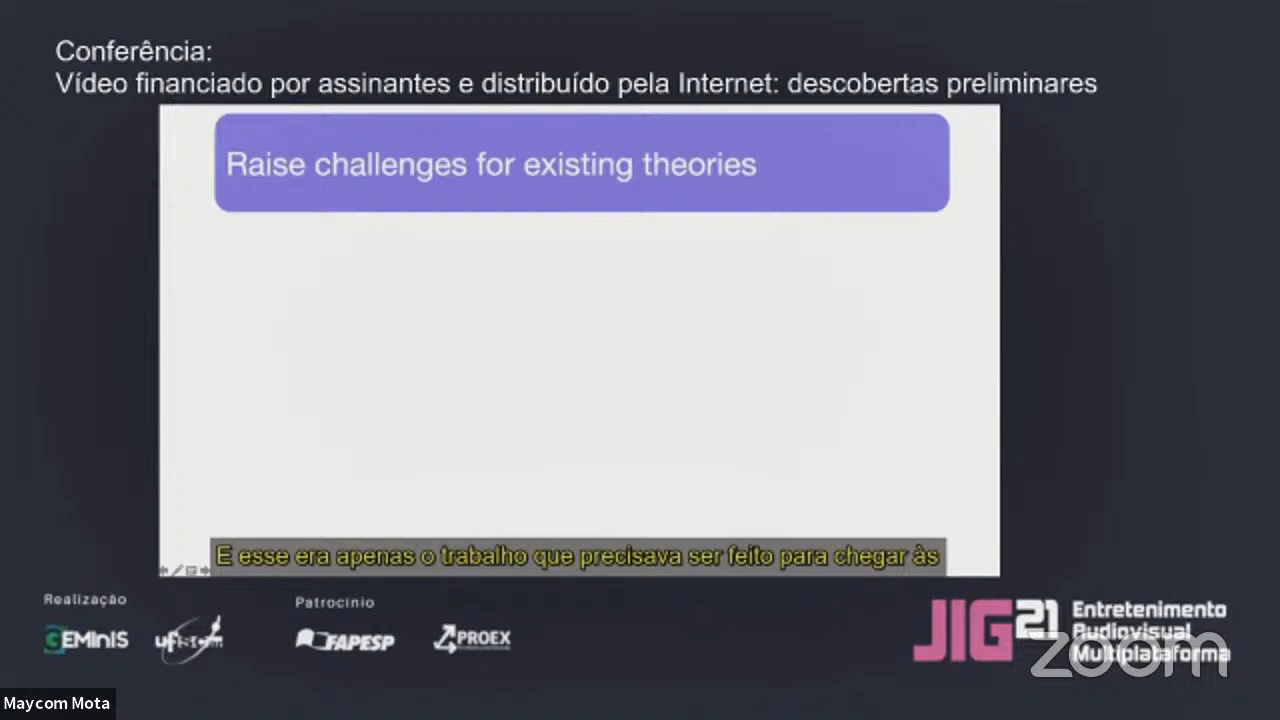 Conferência:
Vídeo financiado por assinantes e distribuído pela Internet: descobertas preliminares
Raise challenges for existing theories
E esse era apenas o trabalho que precisava ser feito para chegar às
Realização
GEMInIS
Patrocínio
FAPESP
PROEX
JIG21
Entretenimento
Audiovisual
Multiplataforma
zoom
Maycom Mota